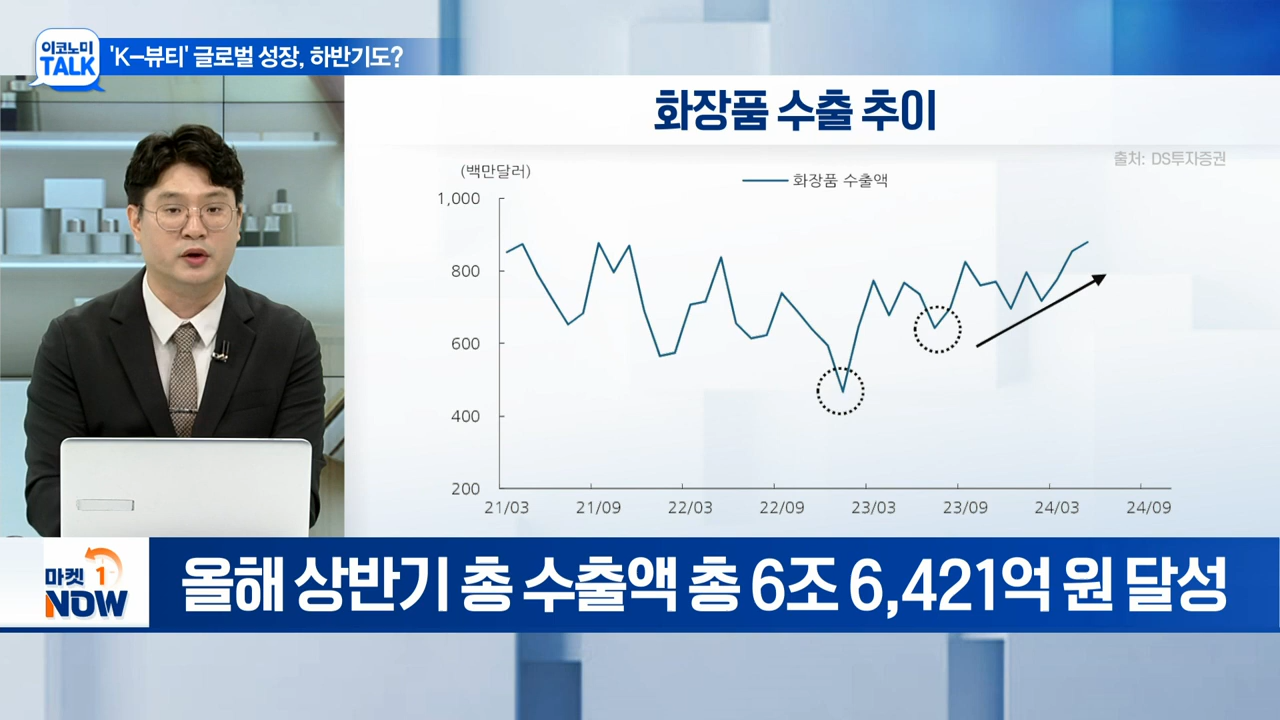 이코노미
TALK
'K-뷰티' 글로벌 성장, 하반기도?
화장품 수출 추이
출처: DS투자증권
(백만달러)
화장품 수출액
1,000
800
600
400
200
21/03
21/09
22/03
22/09
23/03
23/09
24/03
24/09
마켓 1
NOW
올해 상반기 총 수출액 총 6조 6,421억 원 달성